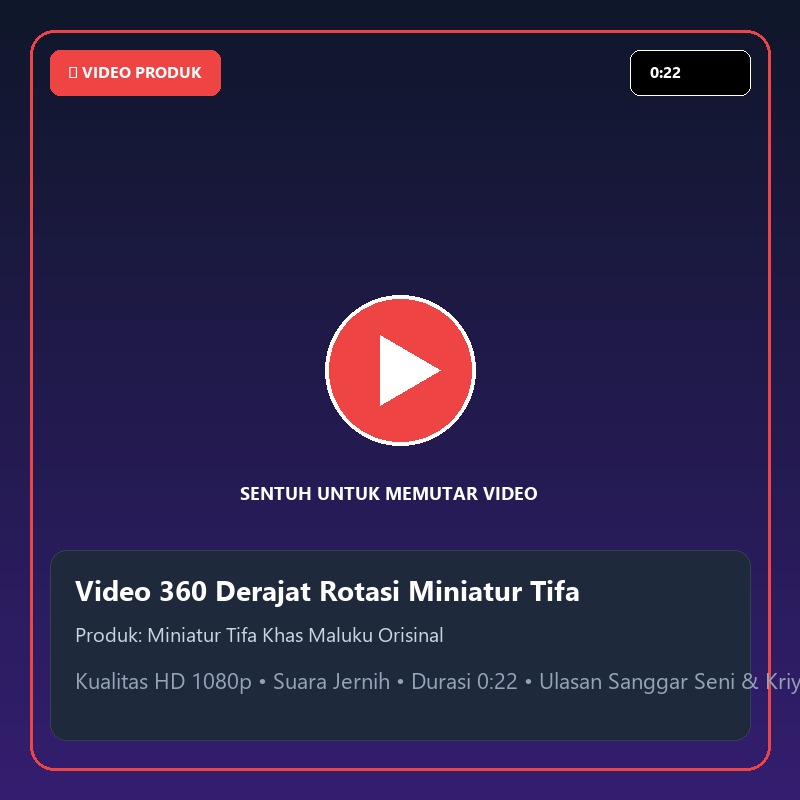 VIDEO PRODUK
0:22
SENTUH UNTUK MEMUTAR VIDEO
Video 360 Derajat Rotasi Miniatur Tifa
Produk: Miniatur Tifa Khas Maluku Orisinal
Kualitas HD 1080p • Suara Jernih • Durasi 0:22 • Ulasan Sanggar Seni &